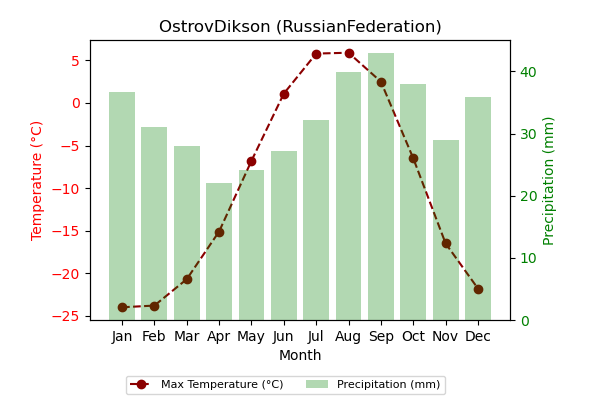 OstrovDikson (RussianFederation)
Temperature (°C)
5
0
−5
−10
−15
−20
−25
40
30
20
10
0
Precipitation (mm)
Jan Feb Mar Apr May Jun Jul Aug Sep Oct Nov Dec
Month
Max Temperature (°C) Precipitation (mm)